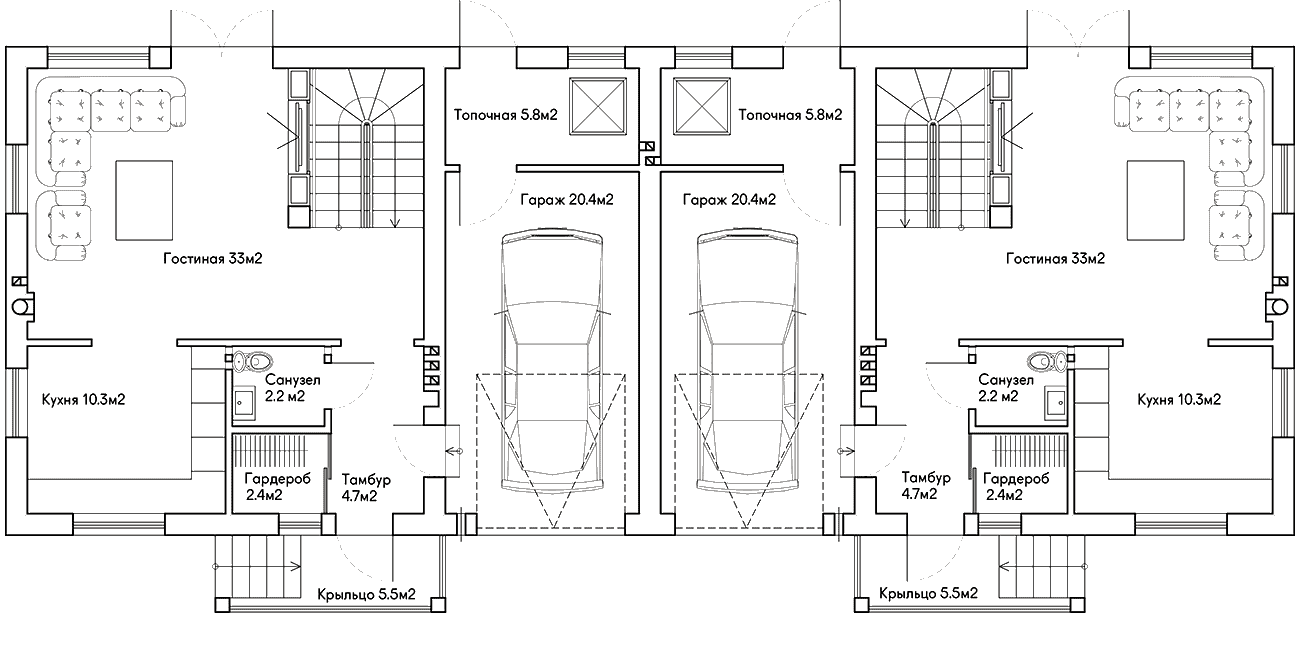 Топочная 5.8м2
Топочная 5.8м2
Гараж 20.4м2
Гараж 20.4м2
Гостиная 33м2
Гостиная 33м2
Санузел
2.2 м2
Санузел
2.2 м2
Кухня 10.3м2
Кухня 10.3м2
Гардероб
2.4м2
Тамбур
4.7м2
Тамбур
4.7м2
Гардероб
2.4м2
Крыльцо 5.5м2
Крыльцо 5.5м2